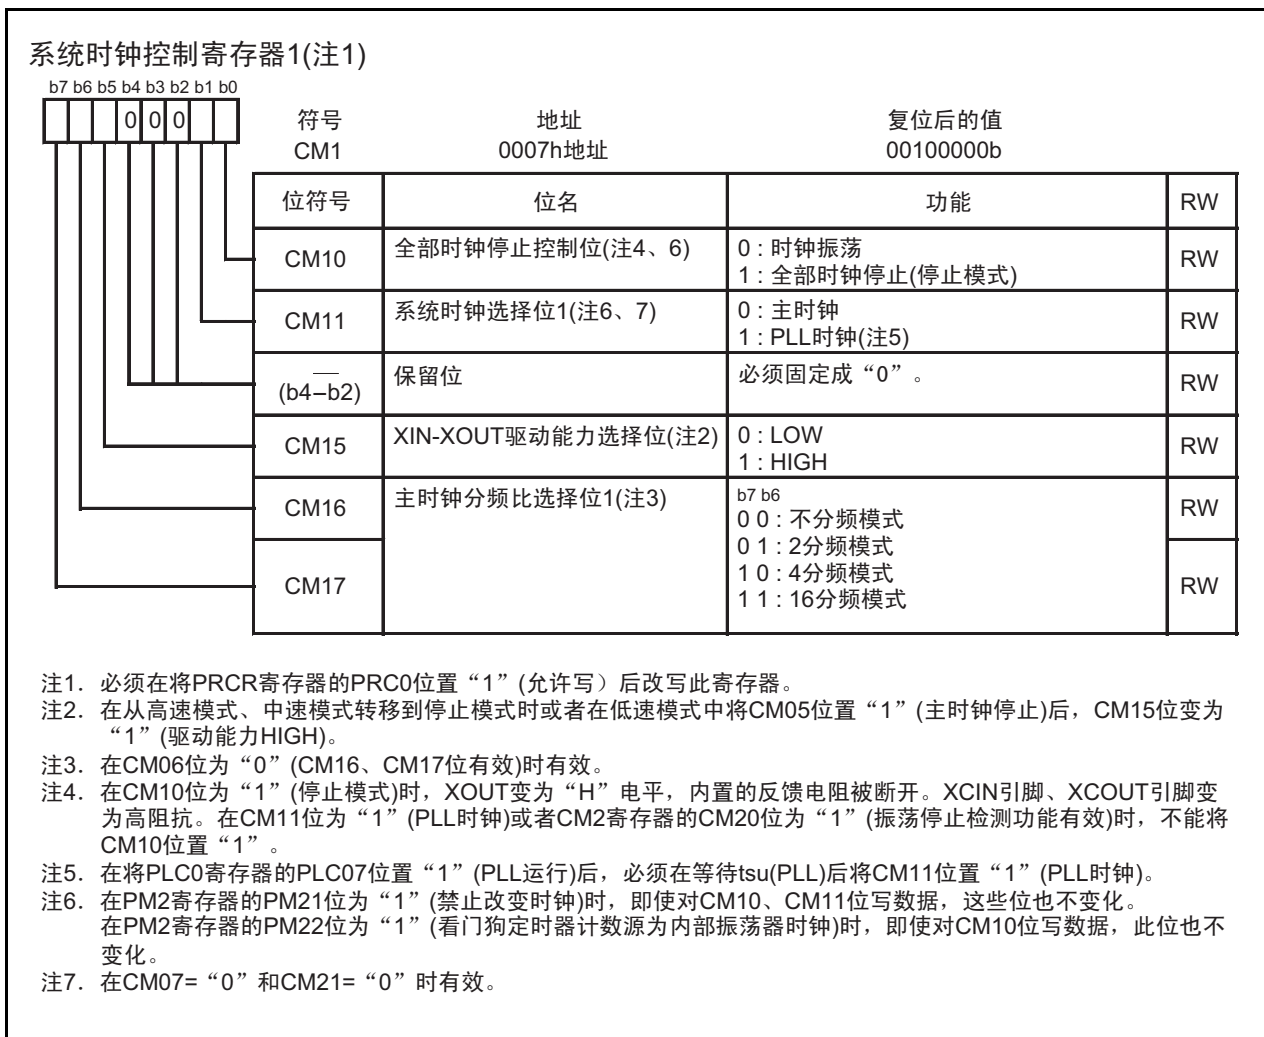 系统时钟控制寄存器1(注1)
b7 b6 b5 b4 b3 b2 b1 b0
0 0 0
符号 地址 复位后的值
CM1 0007h地址 00100000b
位符号 位名 功能 RW
CM10 全部时钟停止控制位(注4、6) 0 : 时钟振荡 RW
1 : 全部时钟停止(停止模式)
CM11 系统时钟选择位1(注6、7) 0 : 主时钟 RW
1 : PLL时钟(注5)
— (b4–b2) 保留位 必须固定成“0”。 RW
CM15 XIN-XOUT驱动能力选择位(注2) 0 : LOW RW
1 : HIGH
CM16 主时钟分频比选择位1(注3) b7 b6 RW
0 0 : 不分频模式
0 1 : 2分频模式
CM17 1 0 : 4分频模式 RW
1 1 : 16分频模式
注1. 必须在将PRCR寄存器的PRC0位置“1”(允许写）后改写此寄存器。
注2. 在从高速模式、中速模式转移到停止模式时或者在低速模式中将CM05位置“1”(主时钟停止)后，CM15位变为
“1”(驱动能力HIGH)。
注3. 在CM06位为“0”(CM16、CM17位有效)时有效。
注4. 在CM10位为“1”(停止模式)时，XOUT变为“H”电平，内置的反馈电阻被断开。XCIN引脚、XCOUT引脚变
为高阻抗。在CM11位为“1”(PLL时钟)或者CM2寄存器的CM20位为“1”(振荡停止检测功能有效)时，不能将
CM10位置“1”。
注5. 在将PLC0寄存器的PLC07位置“1”(PLL运行)后，必须在等待tsu(PLL)后将CM11位置“1”(PLL时钟)。
注6. 在PM2寄存器的PM21位为“1”(禁止改变时钟)时，即使对CM10、CM11位写数据，这些位也不变化。
在PM2寄存器的PM22位为“1”(看门狗定时器计数源为内部振荡器时钟)时，即使对CM10位写数据，此位也不
变化。
注7. 在CM07=“0”和CM21=“0”时有效。